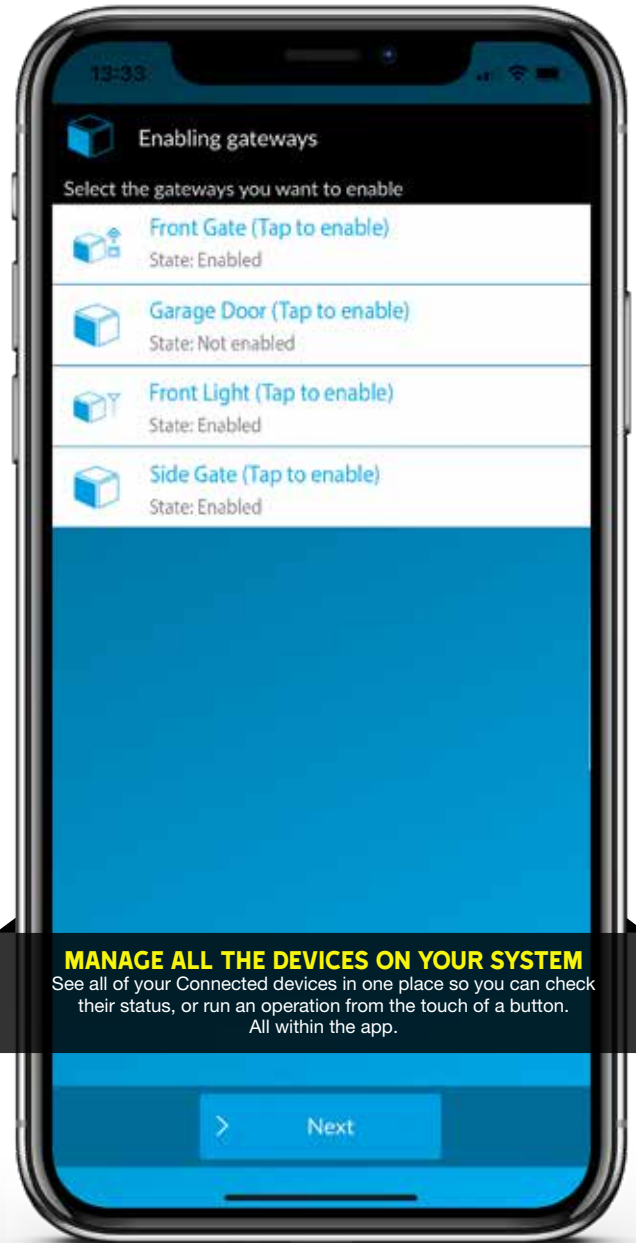 13:33
Enabling gateways
Select the gateways you want to enable
Front Gate (Tap to enable)
State: Enabled
Garage Door (Tap to enable)
State: Not enabled
Front Light (Tap to enable)
State: Enabled
Side Gate (Tap to enable)
State: Enabled
MANAGE ALL THE DEVICES ON YOUR SYSTEM
See all of your Connected devices in one place so you can check
their status, or run an operation from the touch of a button.
All within the app.
Next